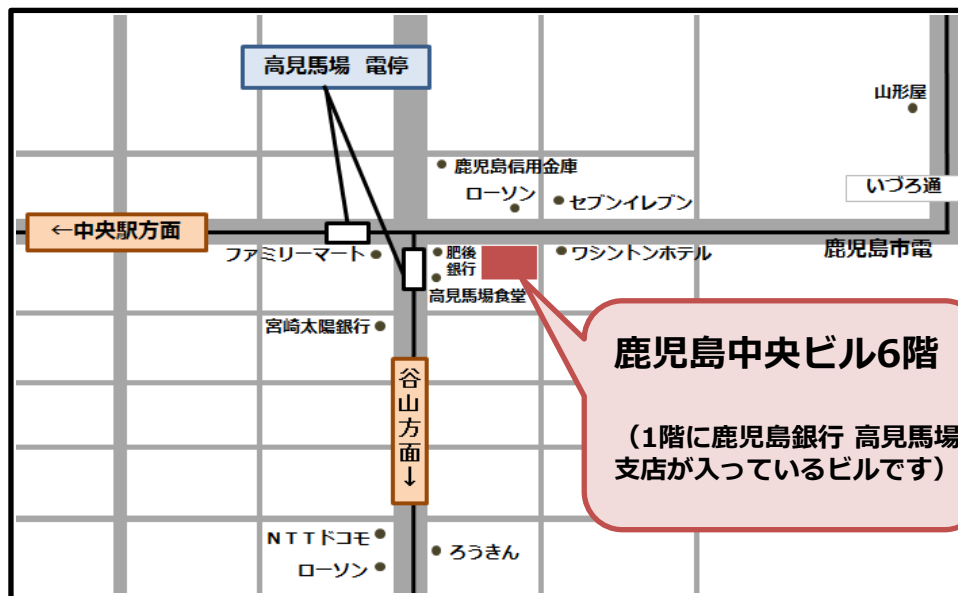 高見馬場 電停
山形屋
鹿児島信用金庫
ローソン
セブンイレブン
いづろ通
←中央駅方面
ファミリーマート
肥後
銀行
ワシントンホテル
鹿児島市電
高見馬場食堂
宮崎太陽銀行
鹿児島中央ビル6階
谷山方面↓
（1階に鹿児島銀行 高見馬場
支店が入っているビルです）
NTTドコモ
ろうきん
ローソン